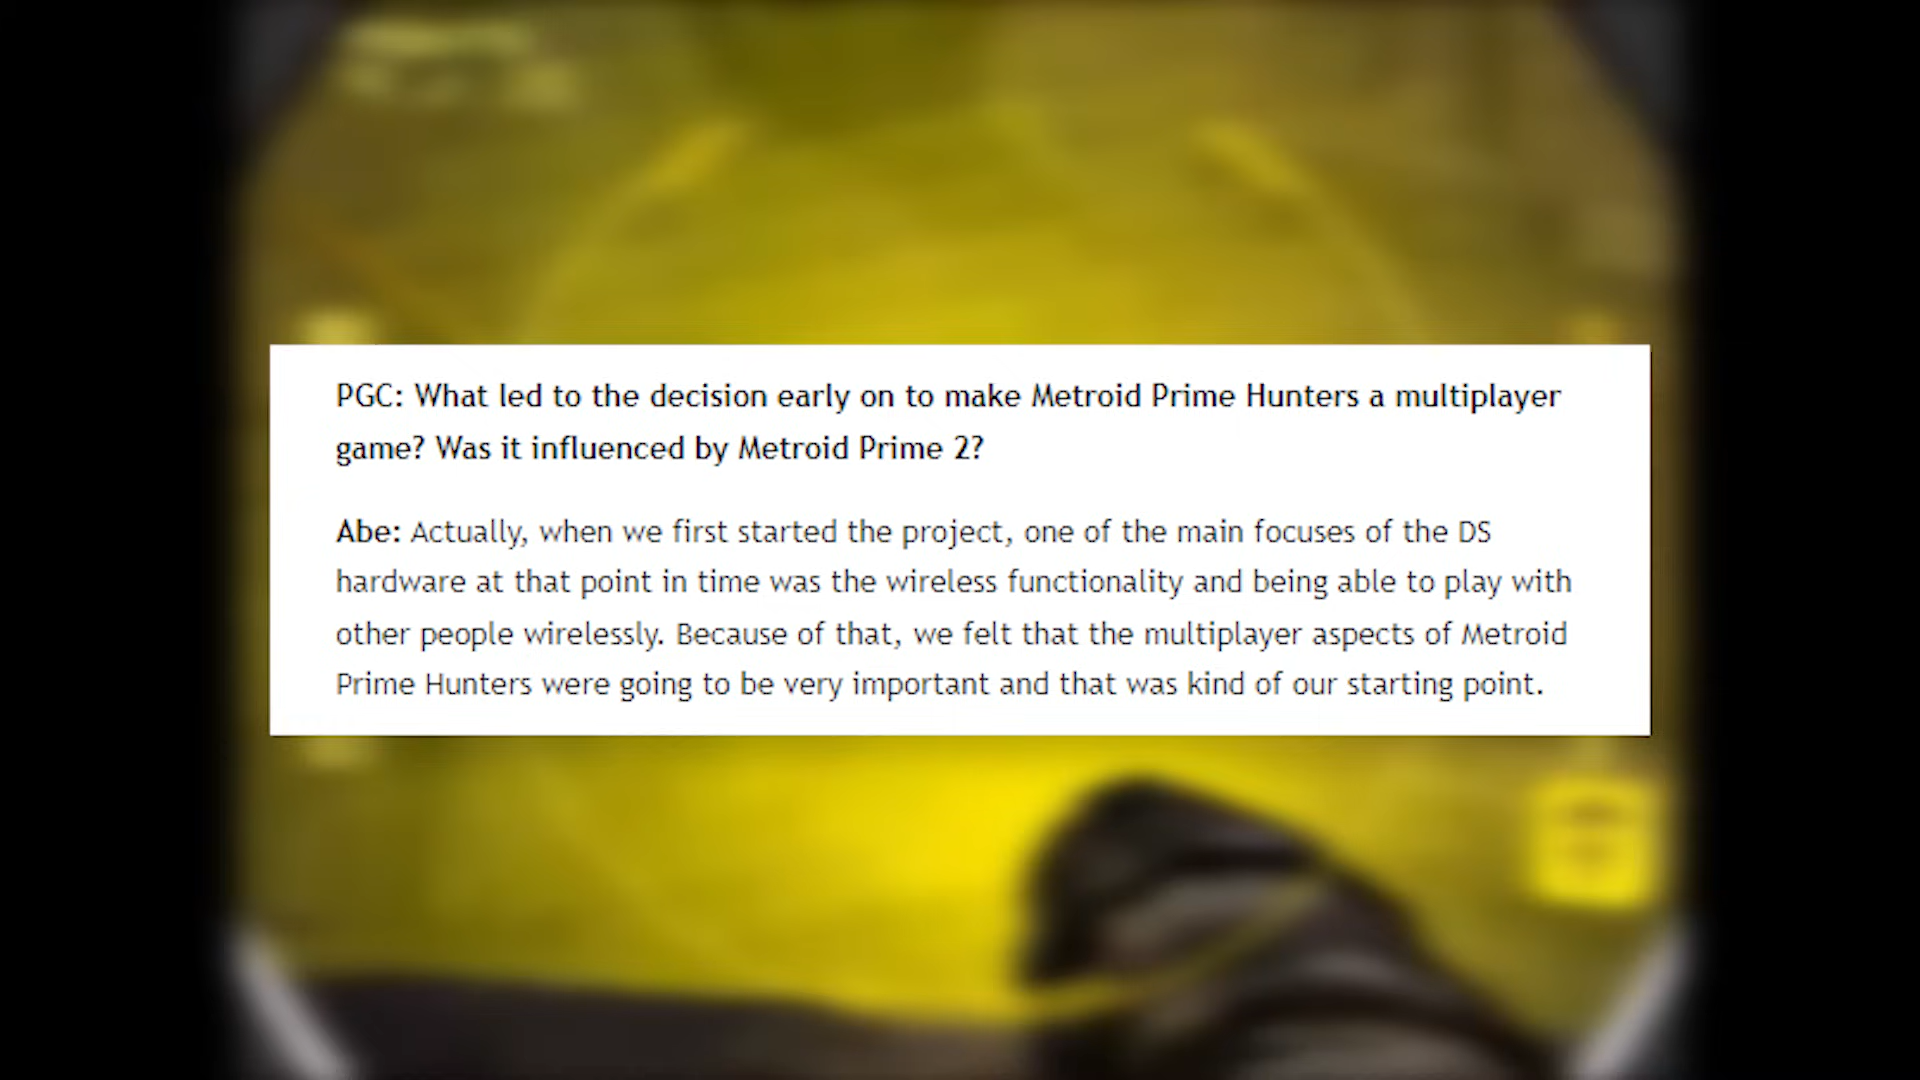 PGC: What led to the decision early on to make Metroid Prime Hunters a multiplayer
game? Was it influenced by Metroid Prime 2?
Abe: Actually, when we first started the project, one of the main focuses of the DS
hardware at that point in time was the wireless functionality and being able to play with
other people wirelessly. Because of that, we felt that the multiplayer aspects of Metroid
Prime Hunters were going to be very important and that was kind of our starting point.